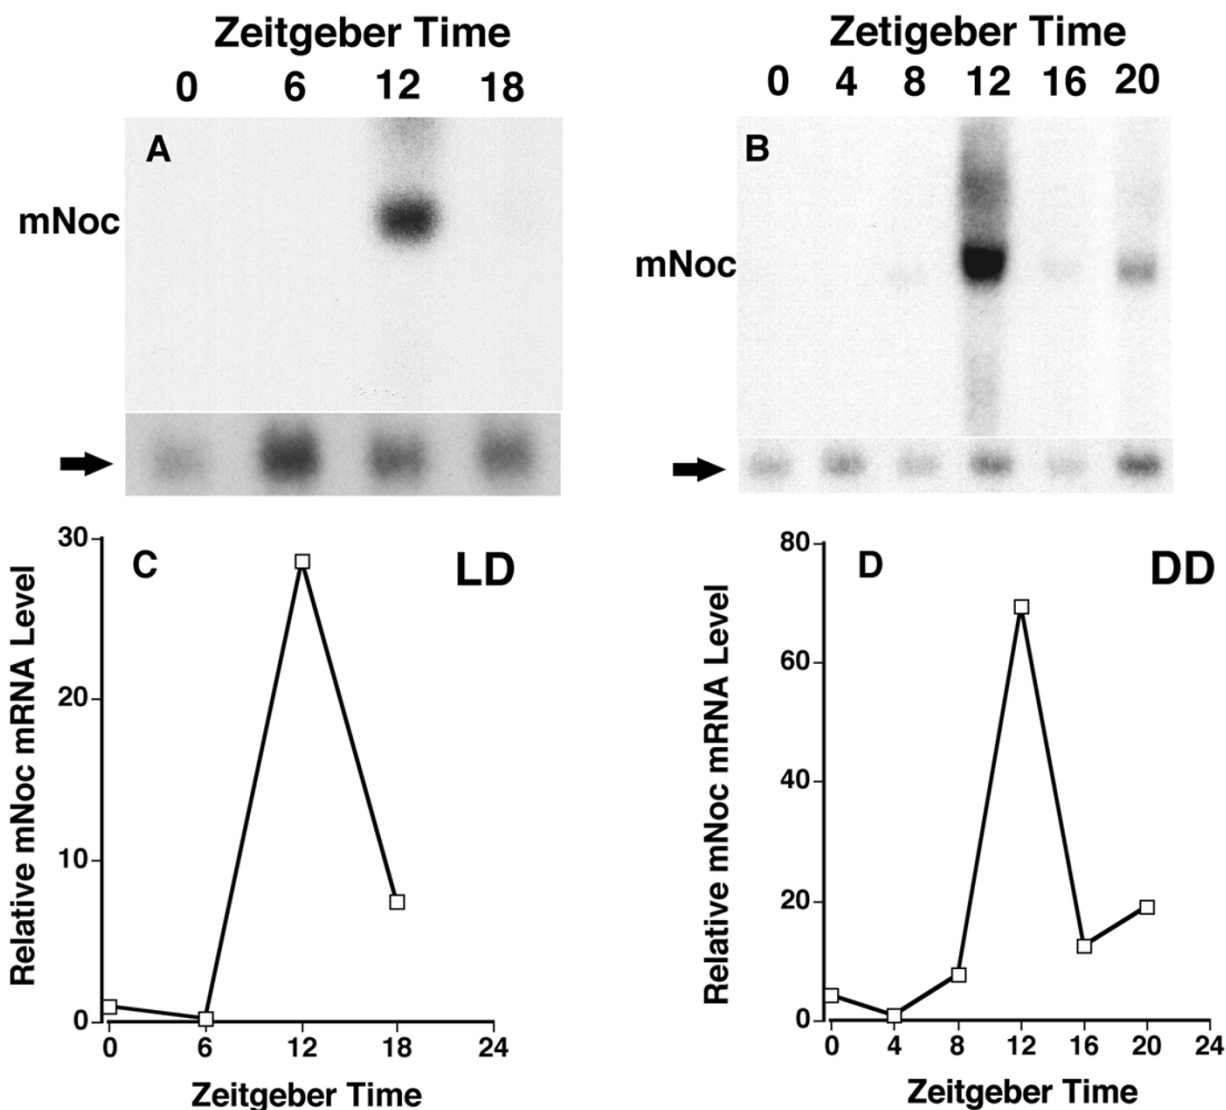 Zeitgeber Time
0 6 12 18
A
mNoc
Zetigeber Time
0 4 8 12 16 20
B
mNoc
C
LD
30
20
10
0
Relative mNoc mRNA Level
0 6 12 18 24
Zeitgeber Time
D
DD
80
60
40
20
0
Relative mNoc mRNA Level
0 4 8 12 16 20 24
Zeitgeber Time